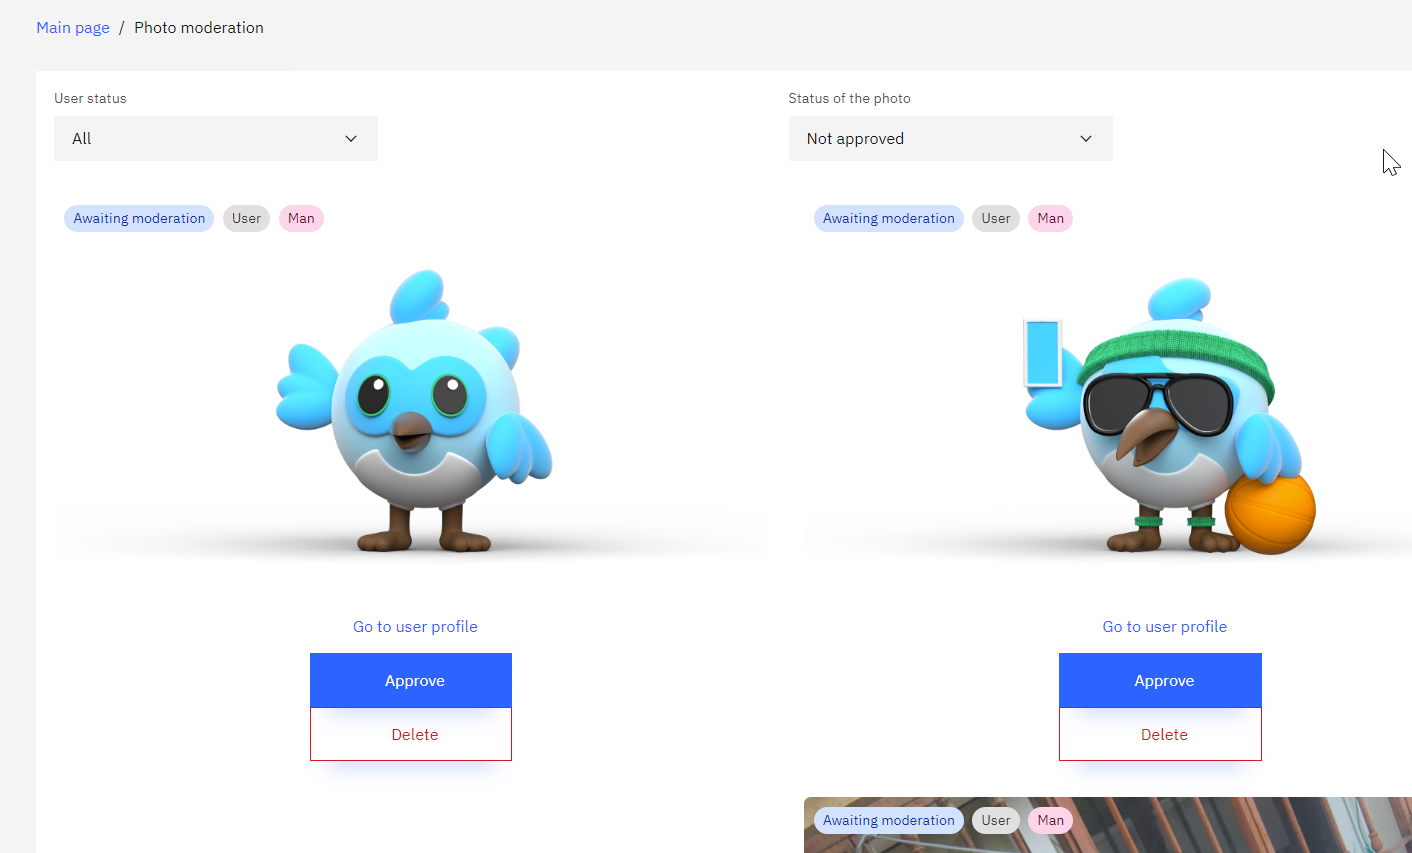 Main page / Photo moderation
User status
Status of the photo
All
Not approved
Awaiting moderation User Man
Awaiting moderation User Man
Go to user profile
Go to user profile
Approve
Approve
Delete
Delete
Awaiting moderation User Man